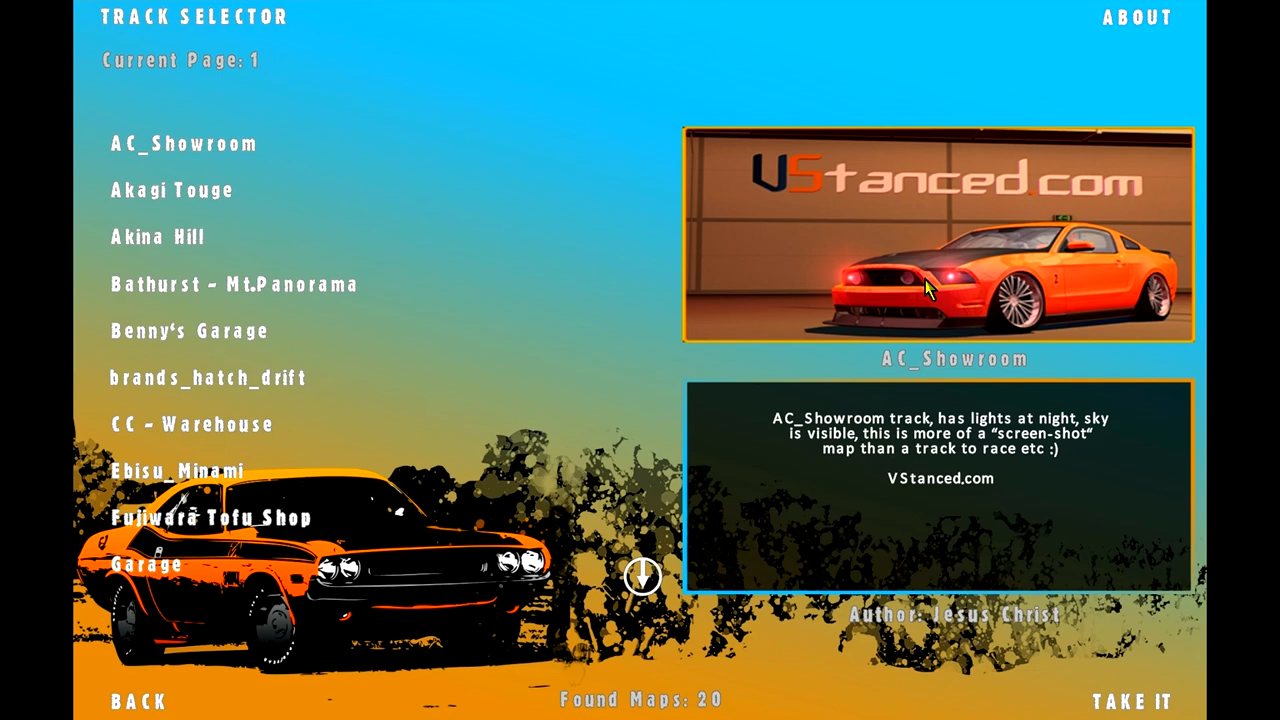 TRACK SELECTOR
ABOUT
Current Page: 1
AC_Showroom
Akagi Touge
Akina Hill
Bathurst - Mt.Panorama
Benny's Garage
brands_hatch_drift
CC - Warehouse
Ebisu_Minami
Fujiwara Tofu Shop
Garage
VStanced.com
AC_Showroom
AC_Showroom track, has lights at night, sky
is visible, this is more of a "screen-shot"
map than a track to race etc :)
VStanced.com
Author: Jesus Christ
BACK
Found Maps: 20
TAKE IT